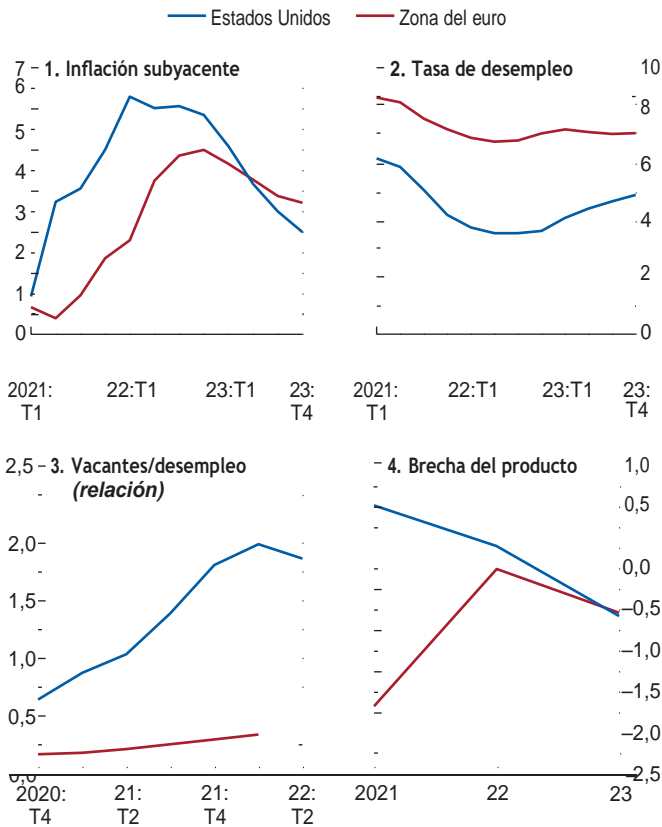 Estados Unidos Zona del euro
1. Inflación subyacente
7
6
5
4
3
2
1
0
2021:
T1
22:T1
23:T1
23:
T4
2. Tasa de desempleo
10
8
6
4
2
0
2021:
T1
22:T1
23:T1
23:
T4
3. Vacantes/desempleo
(relación)
2,5
2,0
1,5
1,0
0,5
0,0
2020:
T4
21:
T2
21:
T4
22:
T2
4. Brecha del producto
1,0
0,5
0,0
–0,5
–1,0
–1,5
–2,0
–2,5
2021
22
23